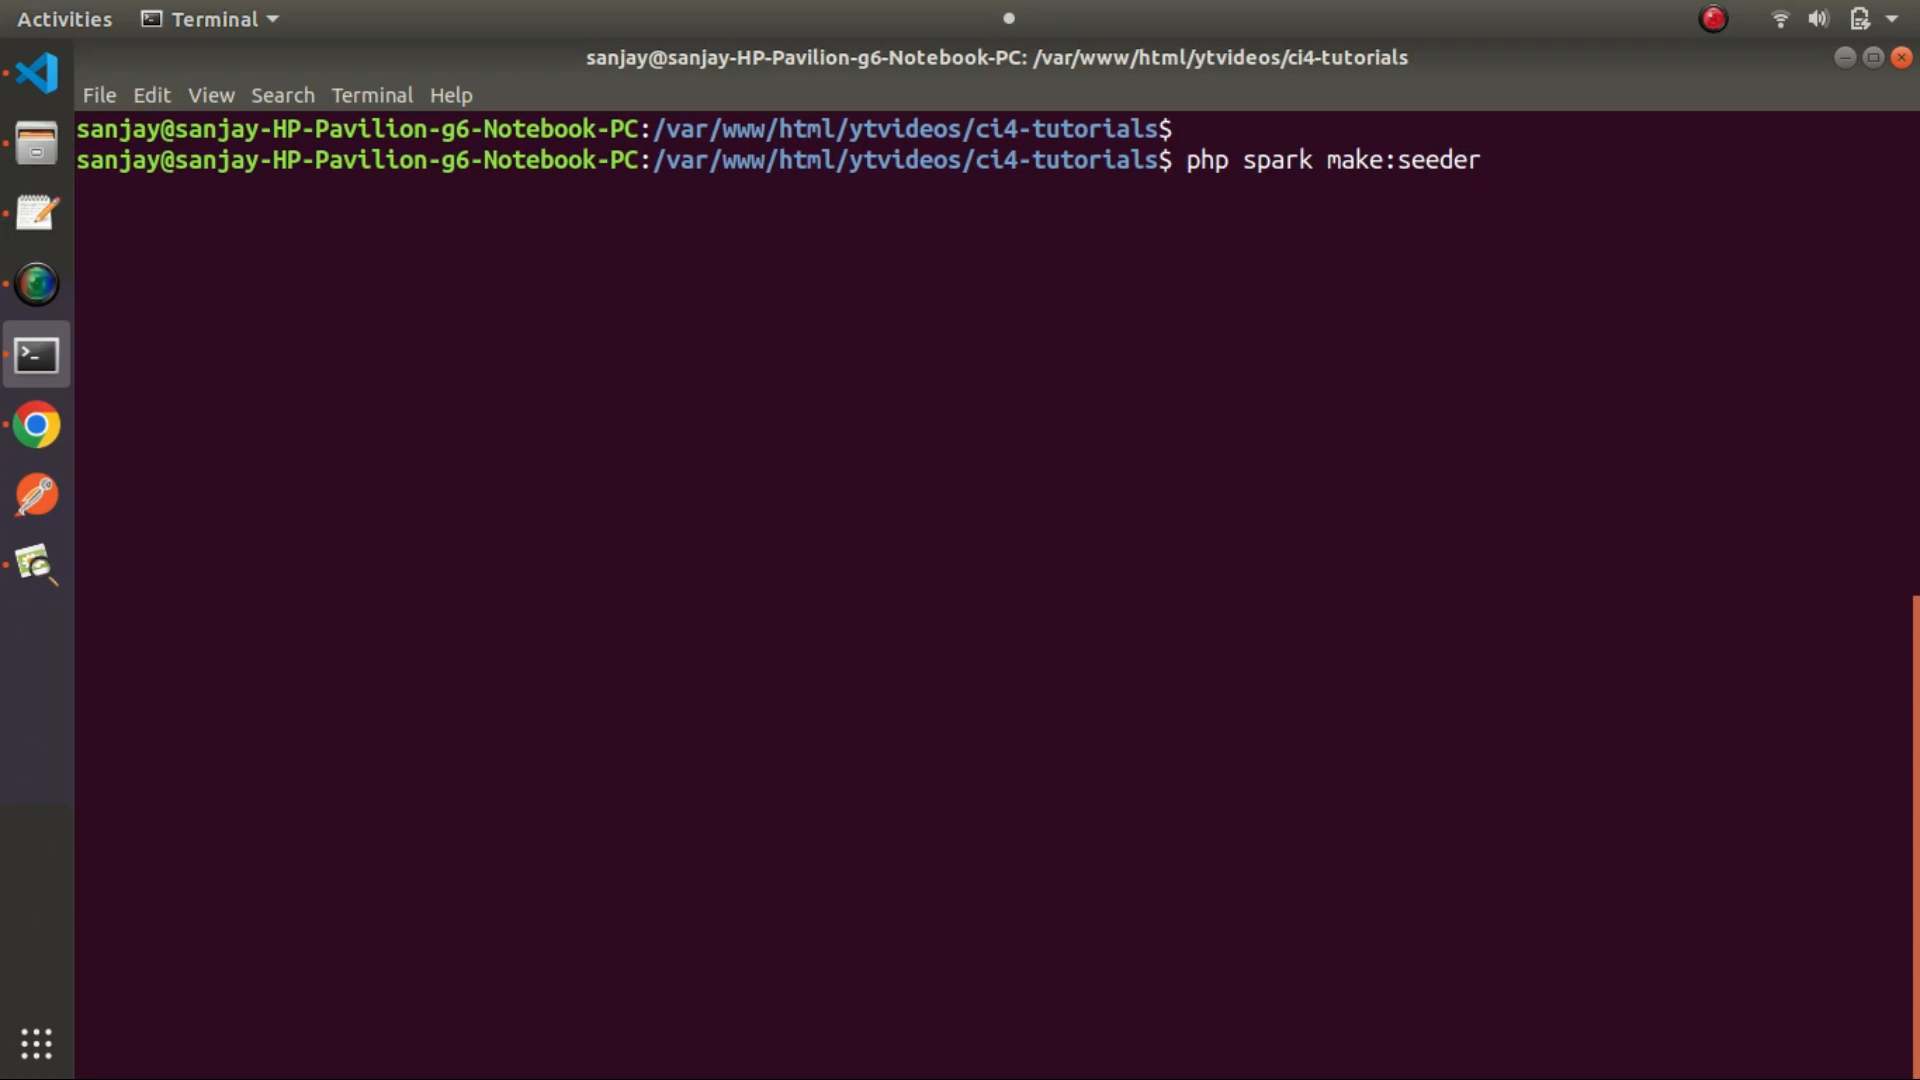 Activities Terminal
sanjay@sanjay-HP-Pavilion-g6-Notebook-PC: /var/www/html/ytvideos/ci4-tutorials
File Edit View Search Terminal Help
sanjay@sanjay-HP-Pavilion-g6-Notebook-PC:/var/www/html/ytvideos/ci4-tutorials$
sanjay@sanjay-HP-Pavilion-g6-Notebook-PC:/var/www/html/ytvideos/ci4-tutorials$ php spark make:seeder